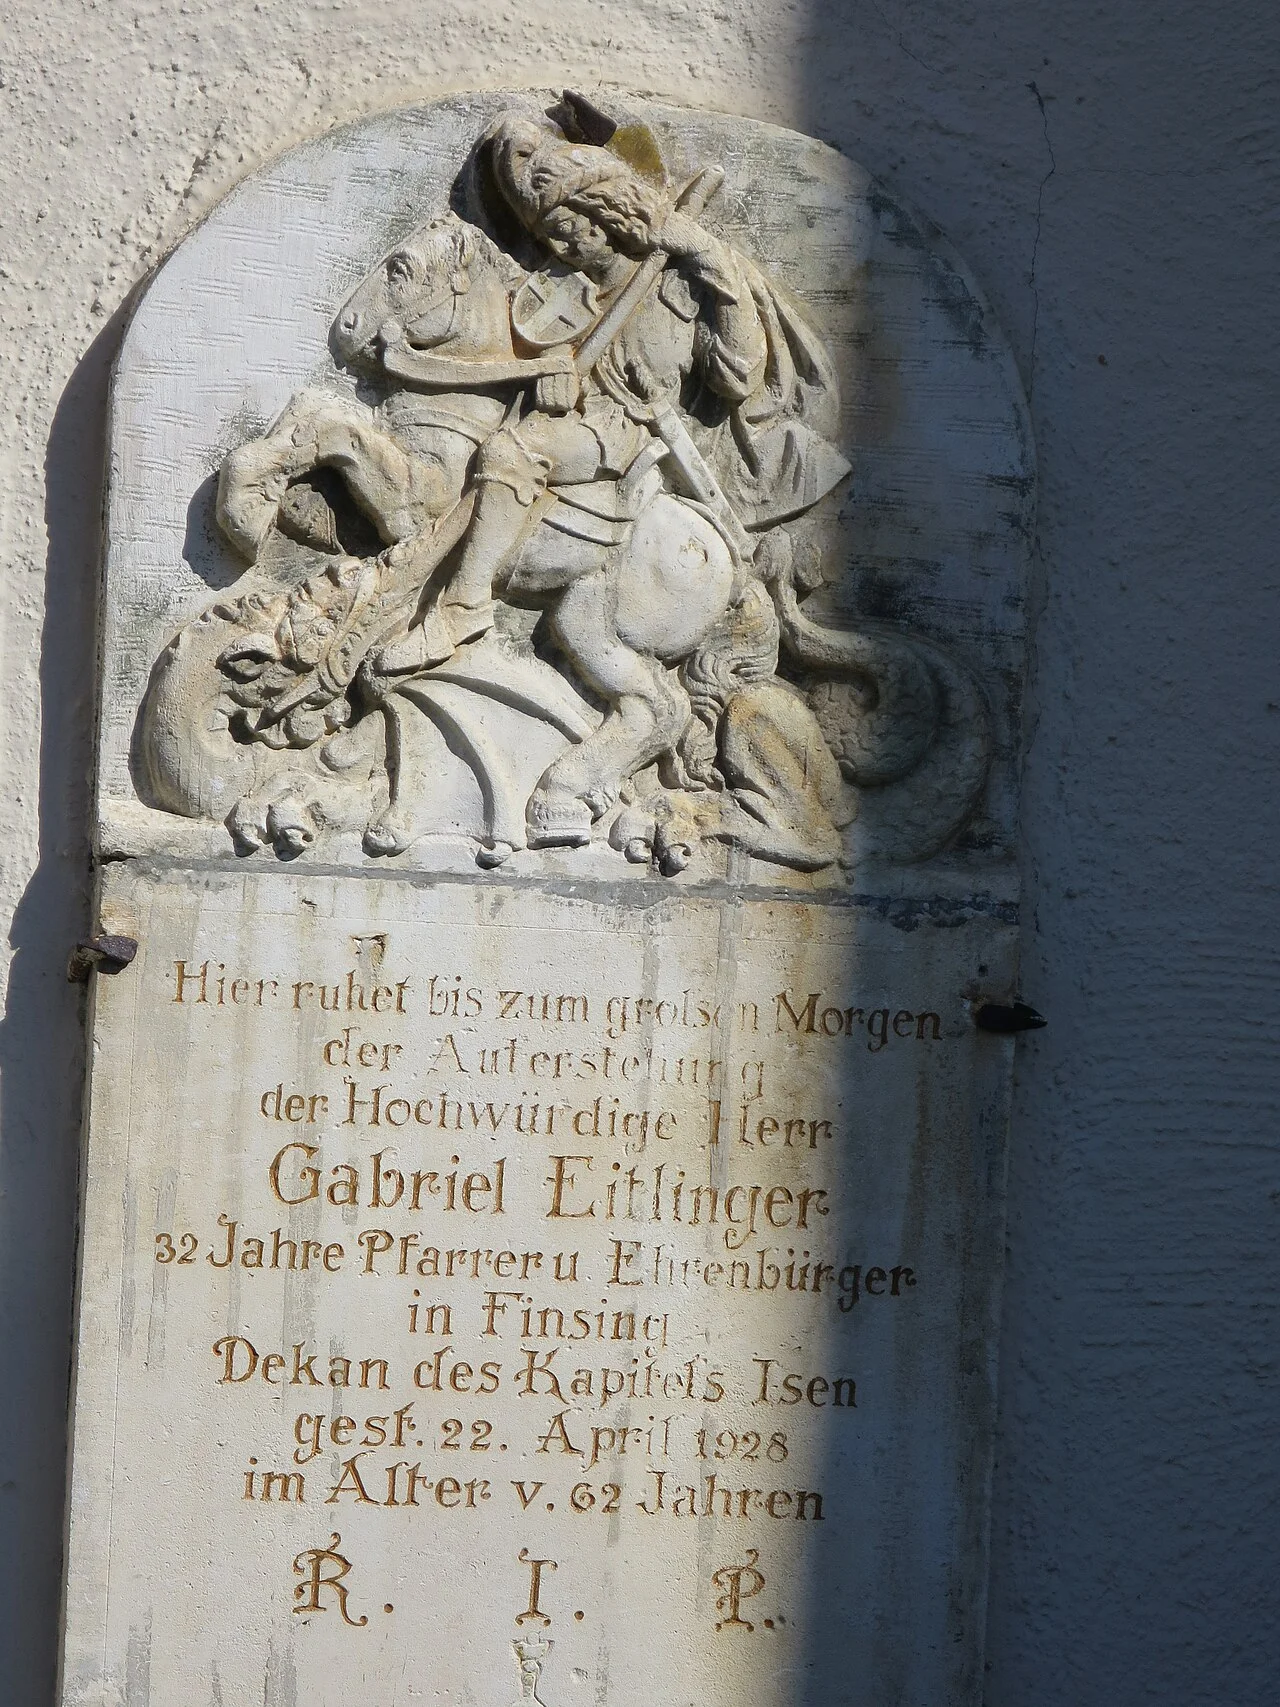 Hier ruhet bis zum großen Morgen
der Auferstehung
der Hochwürdige Herr
Gabriel Eitlinger
32 Jahre Pfarrer u. Ehrenbürger
in Finsing
Dekan des Kapitels Isen
gest. 22. April 1928
im Alter v. 62 Jahren
R. I. P.